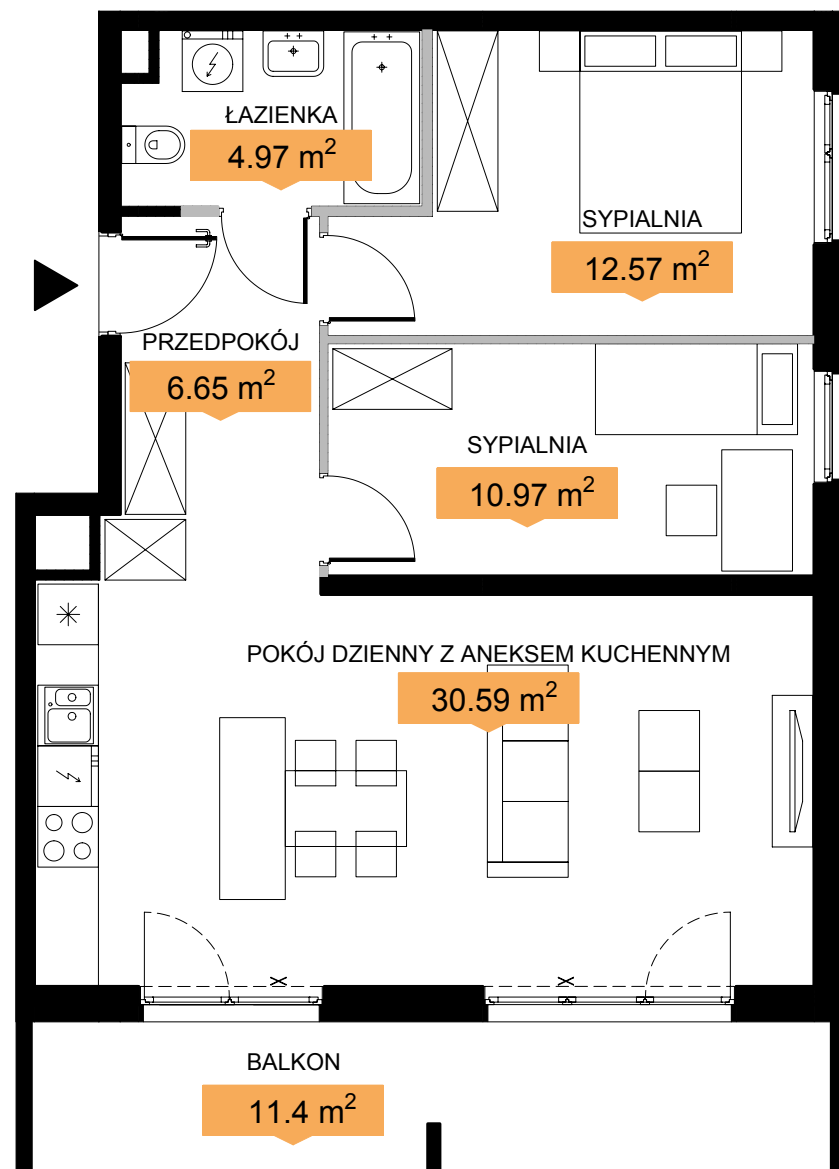 ŁAZIENKA
4.97 m²
SYPIALNIA
12.57 m²
PRZEDPOKÓJ
6.65 m²
SYPIALNIA
10.97 m²
POKÓJ DZIENNY Z ANEKSEM KUCHENNYM
30.59 m²
BALKON
11.4 m²